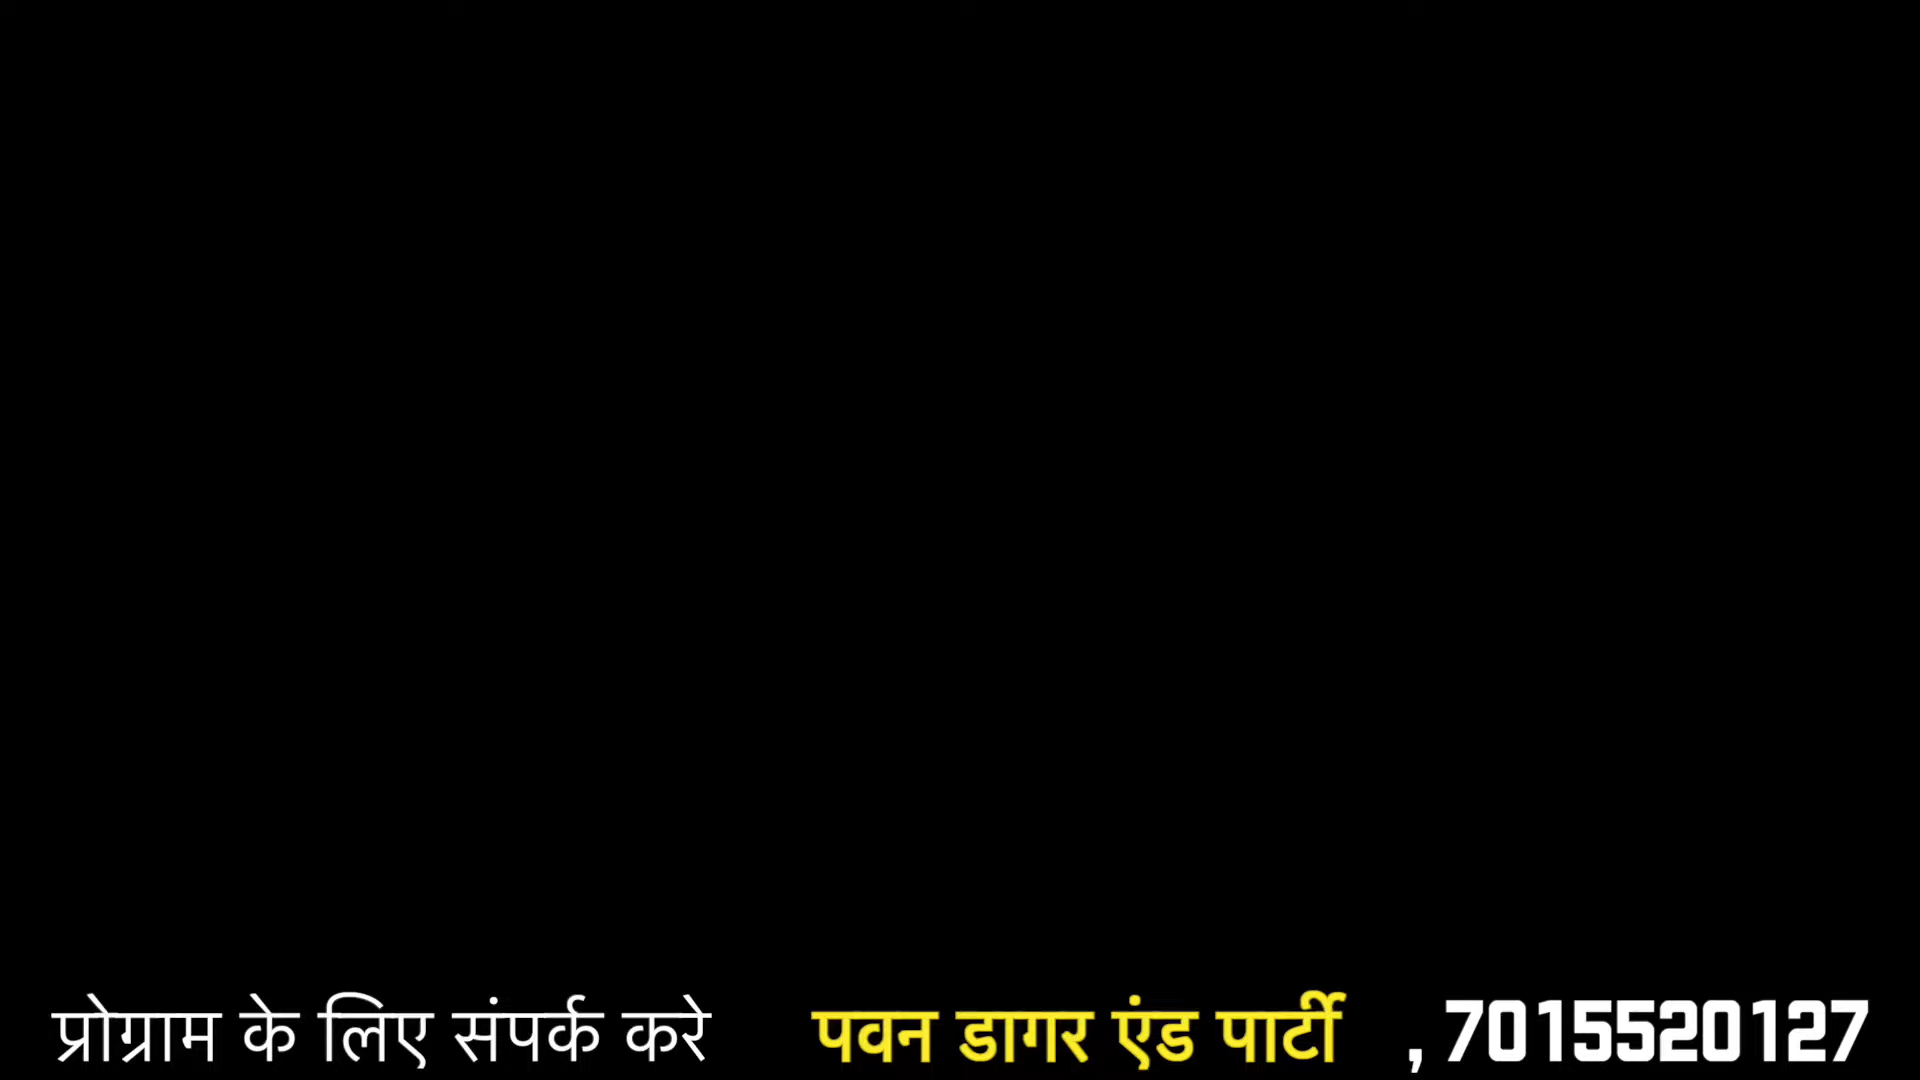 प्रोग्राम के लिए संपर्क करे पवन डागर एंड पार्टी , 7015520127